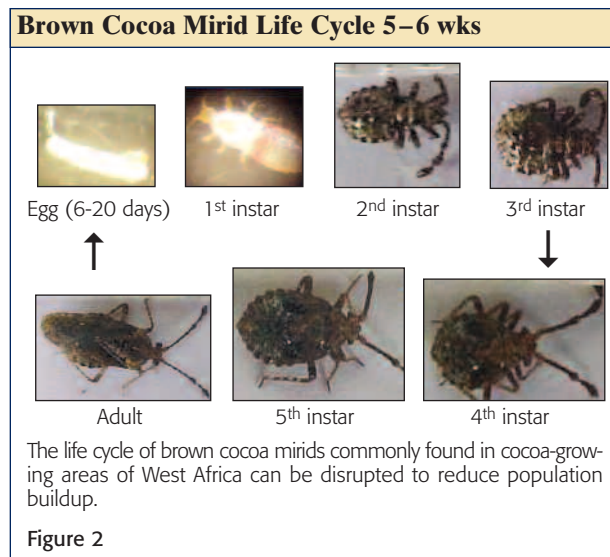 Brown Cocoa Mirid Life Cycle 5–6 wks
Egg (6-20 days)
1st instar
2nd instar
3rd instar
Adult
5th instar
4th instar
The life cycle of brown cocoa mirids commonly found in cocoa-grow-
ing areas of West Africa can be disrupted to reduce population
buildup.
Figure 2